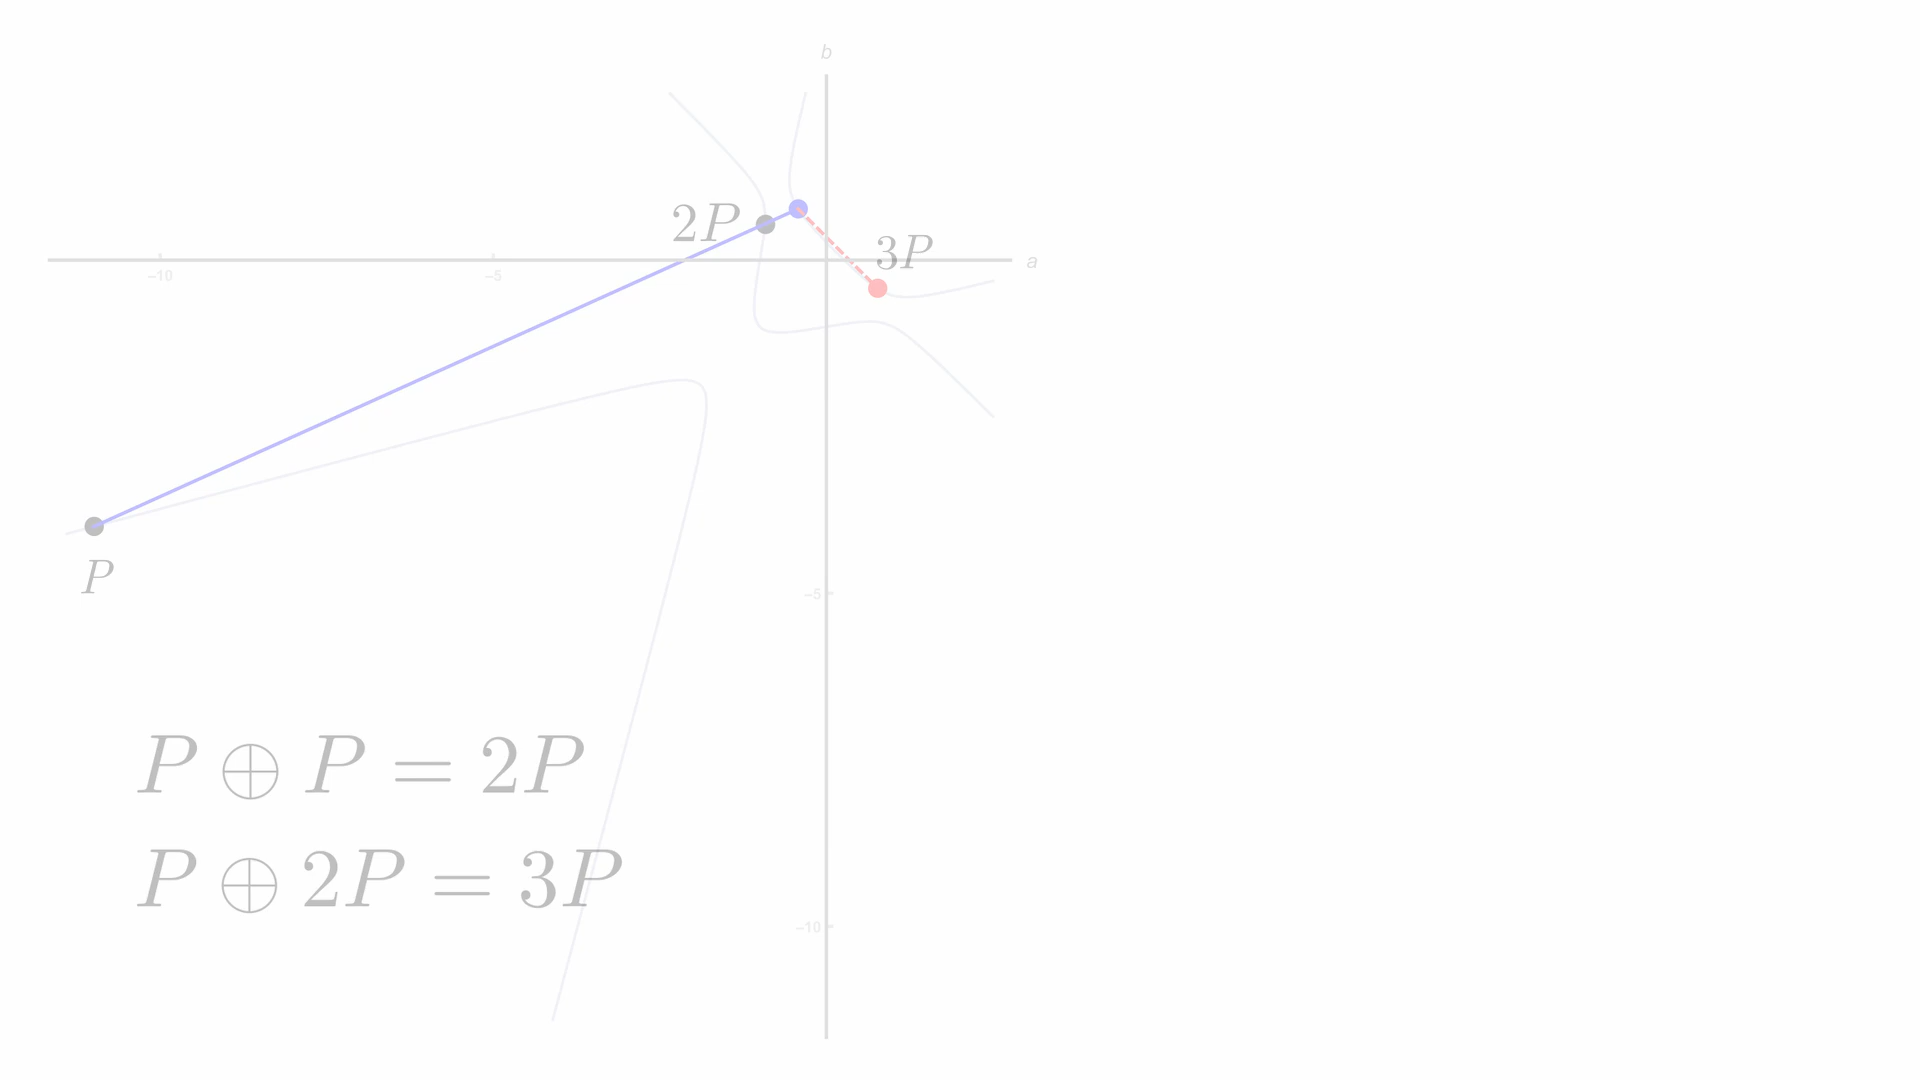 b
2P
3P
a
–10
–5
P
–5
P ⊕ P = 2P
P ⊕ 2P = 3P
–10